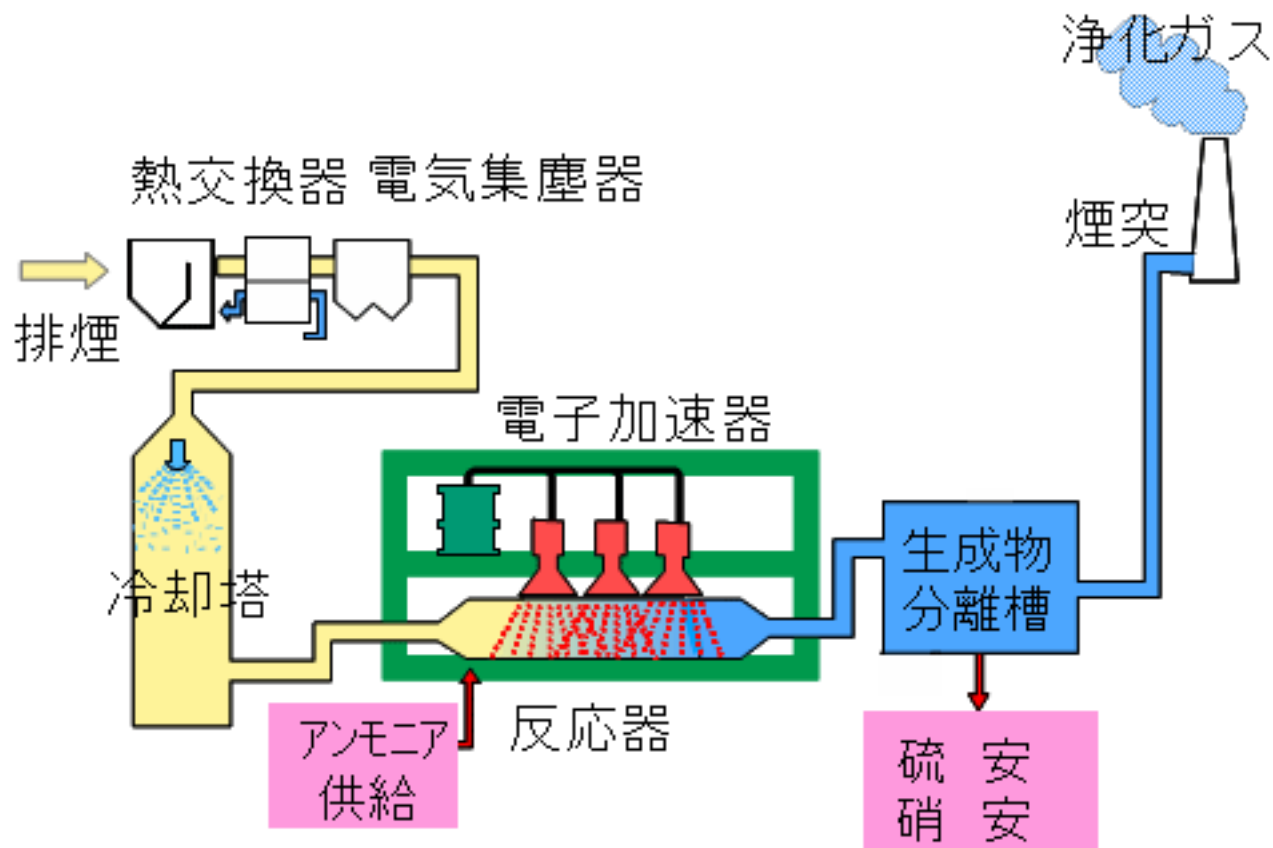 浄化ガス
熱交換器 電気集塵器
煙突
排煙
電子加速器
生成物
分離槽
冷却塔
反応器
アンモニア
供給
硫 安
硝 安